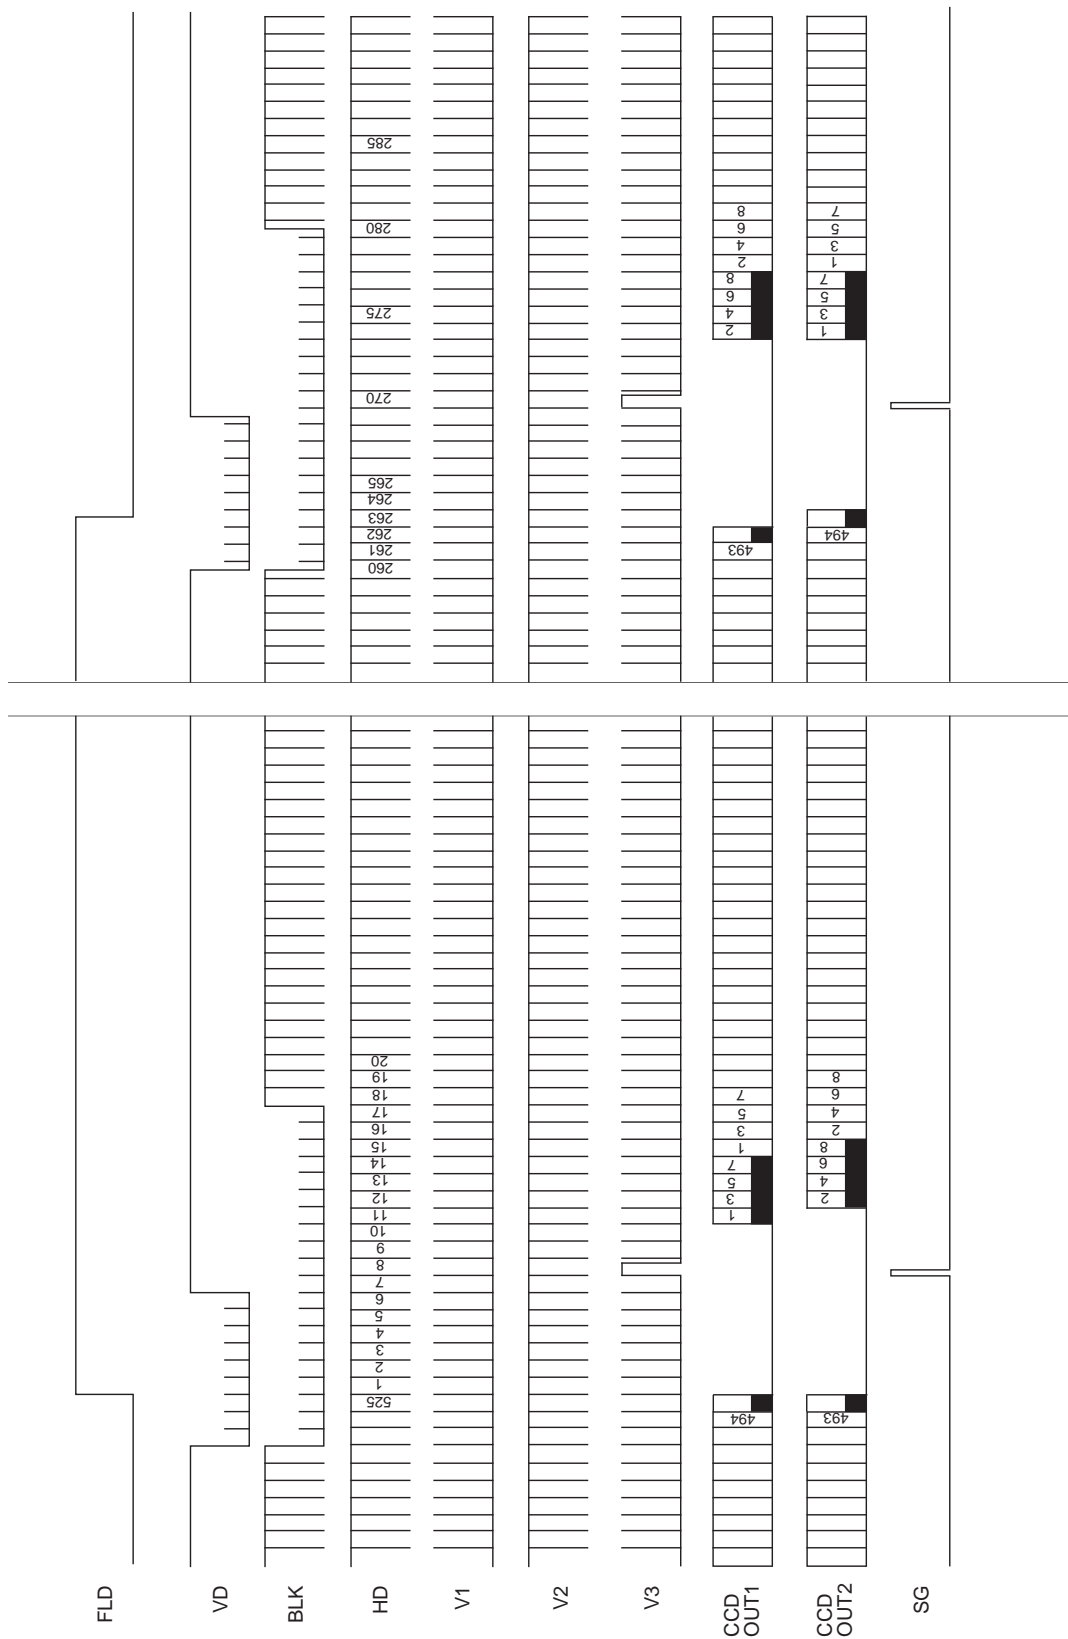 FLD
VD
BLK
HD
525 1 2 3 4 5 6 7 8 9 10 11 12 13 14 15 16 17 18 19 20 260 261 262 263 264 265 270 275 280 285
V1
V2
V3
CCD
OUT1
494 1 3 5 7 1 3 5 7 493 2 4 6 8 2 4 6 8
CCD
OUT2
493 2 4 6 8 2 4 6 8 494 1 3 5 7 1 3 5 7
SG